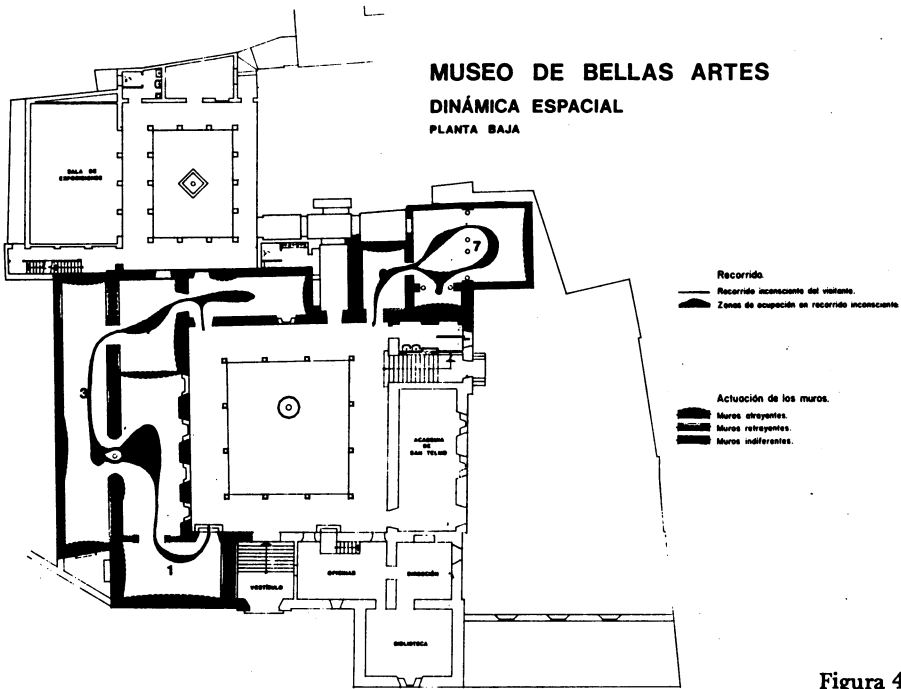 MUSEO DE BELLAS ARTES
DINÁMICA ESPACIAL
PLANTA BAJA
SALA DE
EXPOSICIONES
7
Recorrido.
Recorrido inconsciente del visitante.
Zonas de ocupación en recorrido inconsciente.
3
Actuación de los muros.
Muros atrayentes.
Muros retrayentes.
Muros indiferentes.
ACADEMIA
DE
SAN TELMO
1
VESTÍBULO
OFICINAS
DIRECCIÓN
BIBLIOTECA
Figura 4